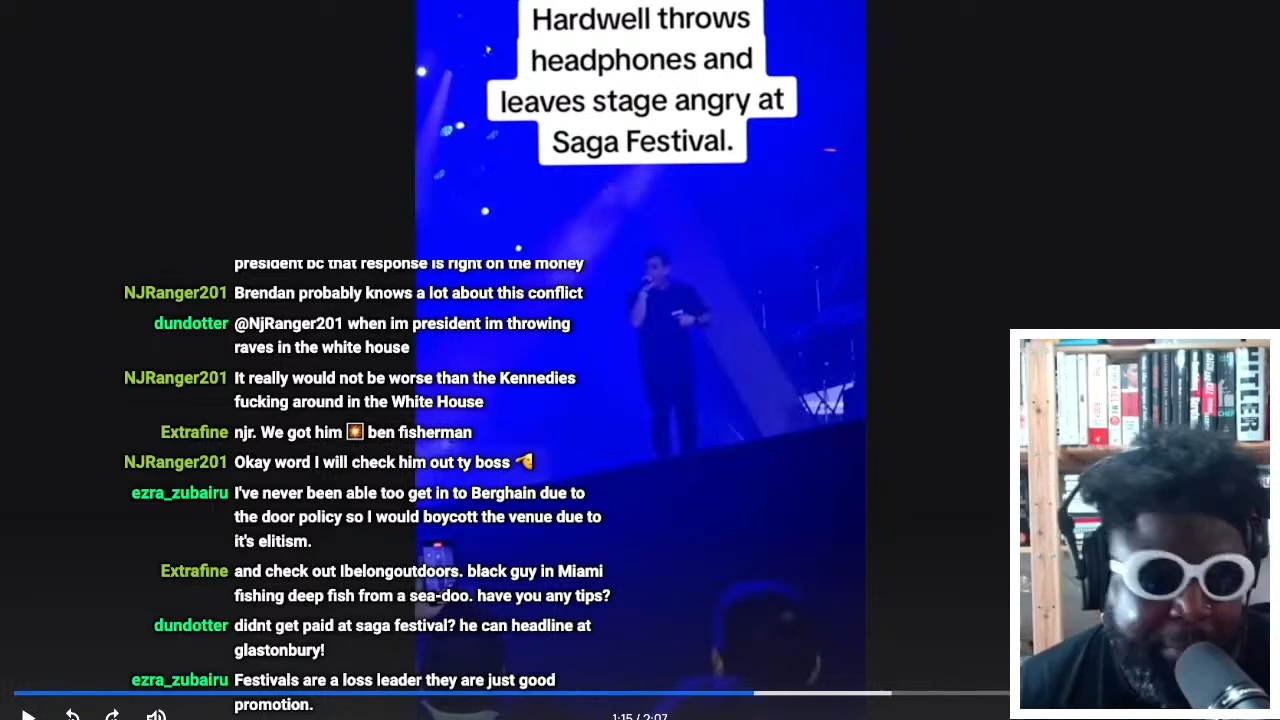 Hardwell throws
headphones and
leaves stage angry at
Saga Festival.
president bc that response is right on the money
NJRanger201 Brendan probably knows a lot about this conflict
dundotter @NjRanger201 when im president im throwing
raves in the white house
NJRanger201 It really would not be worse than the Kennedies
fucking around in the White House
Extrafine njr. We got him 💥 ben fisherman
NJRanger201 Okay word I will check him out ty boss 🫡
ezra_zubairu I've never been able too get in to Berghain due to
the door policy so I would boycott the venue due to
it's elitism.
Extrafine and check out Ibelongoutdoors. black guy in Miami
fishing deep fish from a sea-doo. have you any tips?
dundotter didnt get paid at saga festival? he can headline at
glastonbury!
ezra_zubairu Festivals are a loss leader they are just good
promotion.
1:15 / 2:07
HITLER